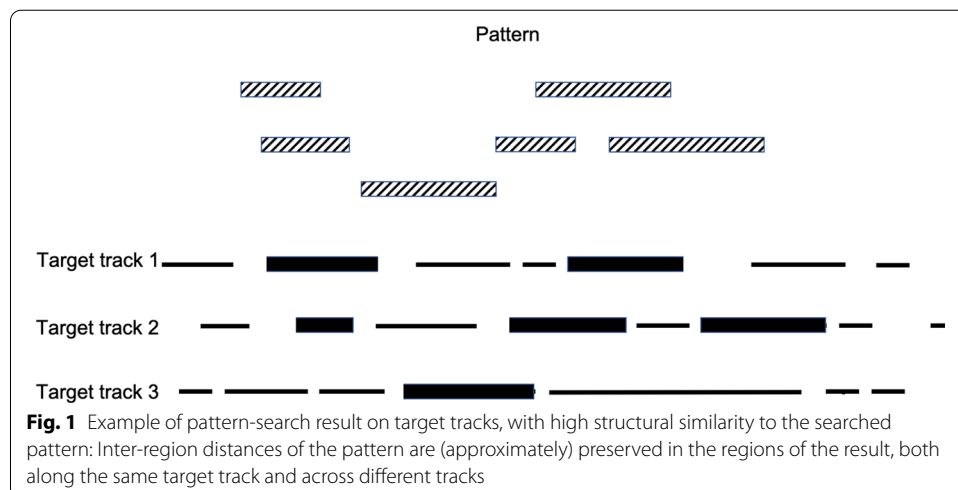 Pattern
Target track 1
Target track 2
Target track 3
Fig. 1 Example of pattern-search result on target tracks, with high structural similarity to the searched
pattern: Inter-region distances of the pattern are (approximately) preserved in the regions of the result, both
along the same target track and across different tracks